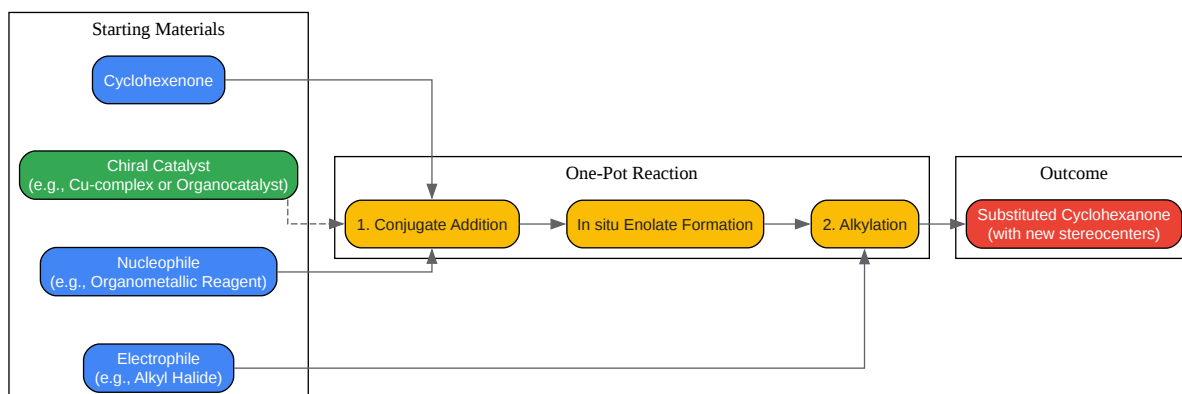 Starting Materials
Cyclohexenone
Chiral Catalyst
(e.g., Cu-complex or Organocatalyst)
Nucleophile
(e.g., Organometallic Reagent)
Electrophile
(e.g., Alkyl Halide)
One-Pot Reaction
1. Conjugate Addition
In situ Enolate Formation
2. Alkylation
Outcome
Substituted Cyclohexanone
(with new stereocenters)